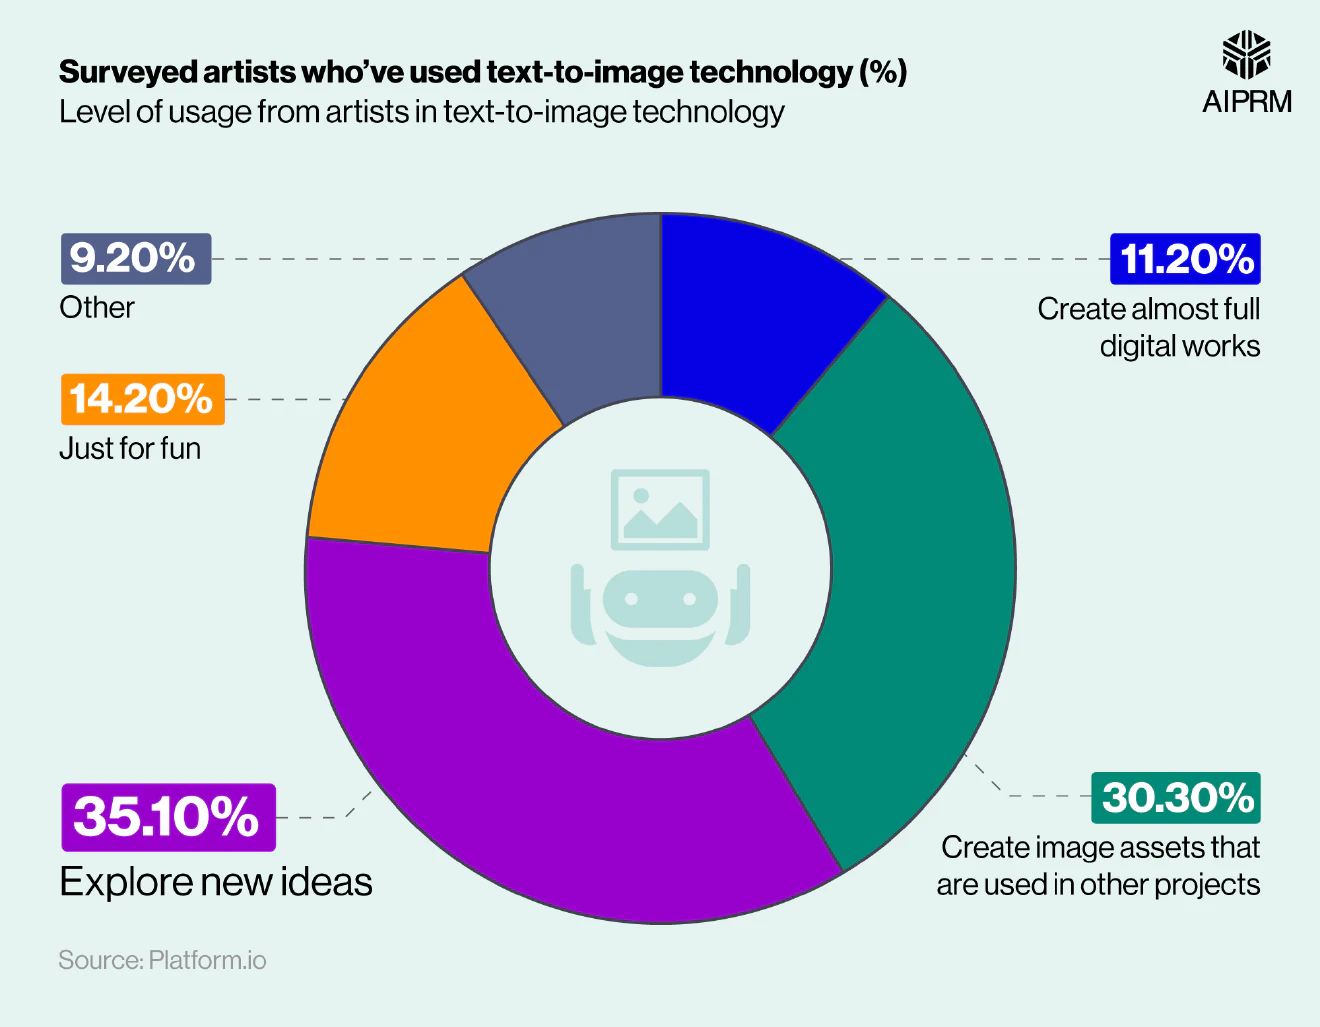 Surveyed artists who’ve used text-to-image technology (%)
Level of usage from artists in text-to-image technology
AIPRM
9.20%
Other
14.20%
Just for fun
35.10%
Explore new ideas
11.20%
Create almost full
digital works
30.30%
Create image assets that
are used in other projects
Source: Platform.io